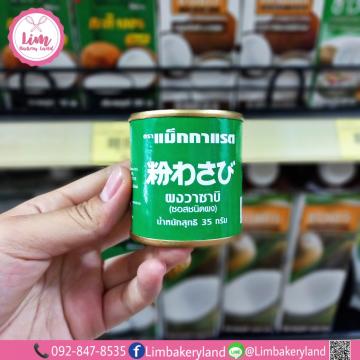 Lim
Bakery land
ตรา แม็กกาแรต
粉わさび
ผงวาซาบิ
(ซอสชนิดผง)
น้ำหนักสุทธิ 35 กรัม
092-847-8535 Limbakeryland @Limbakeryland